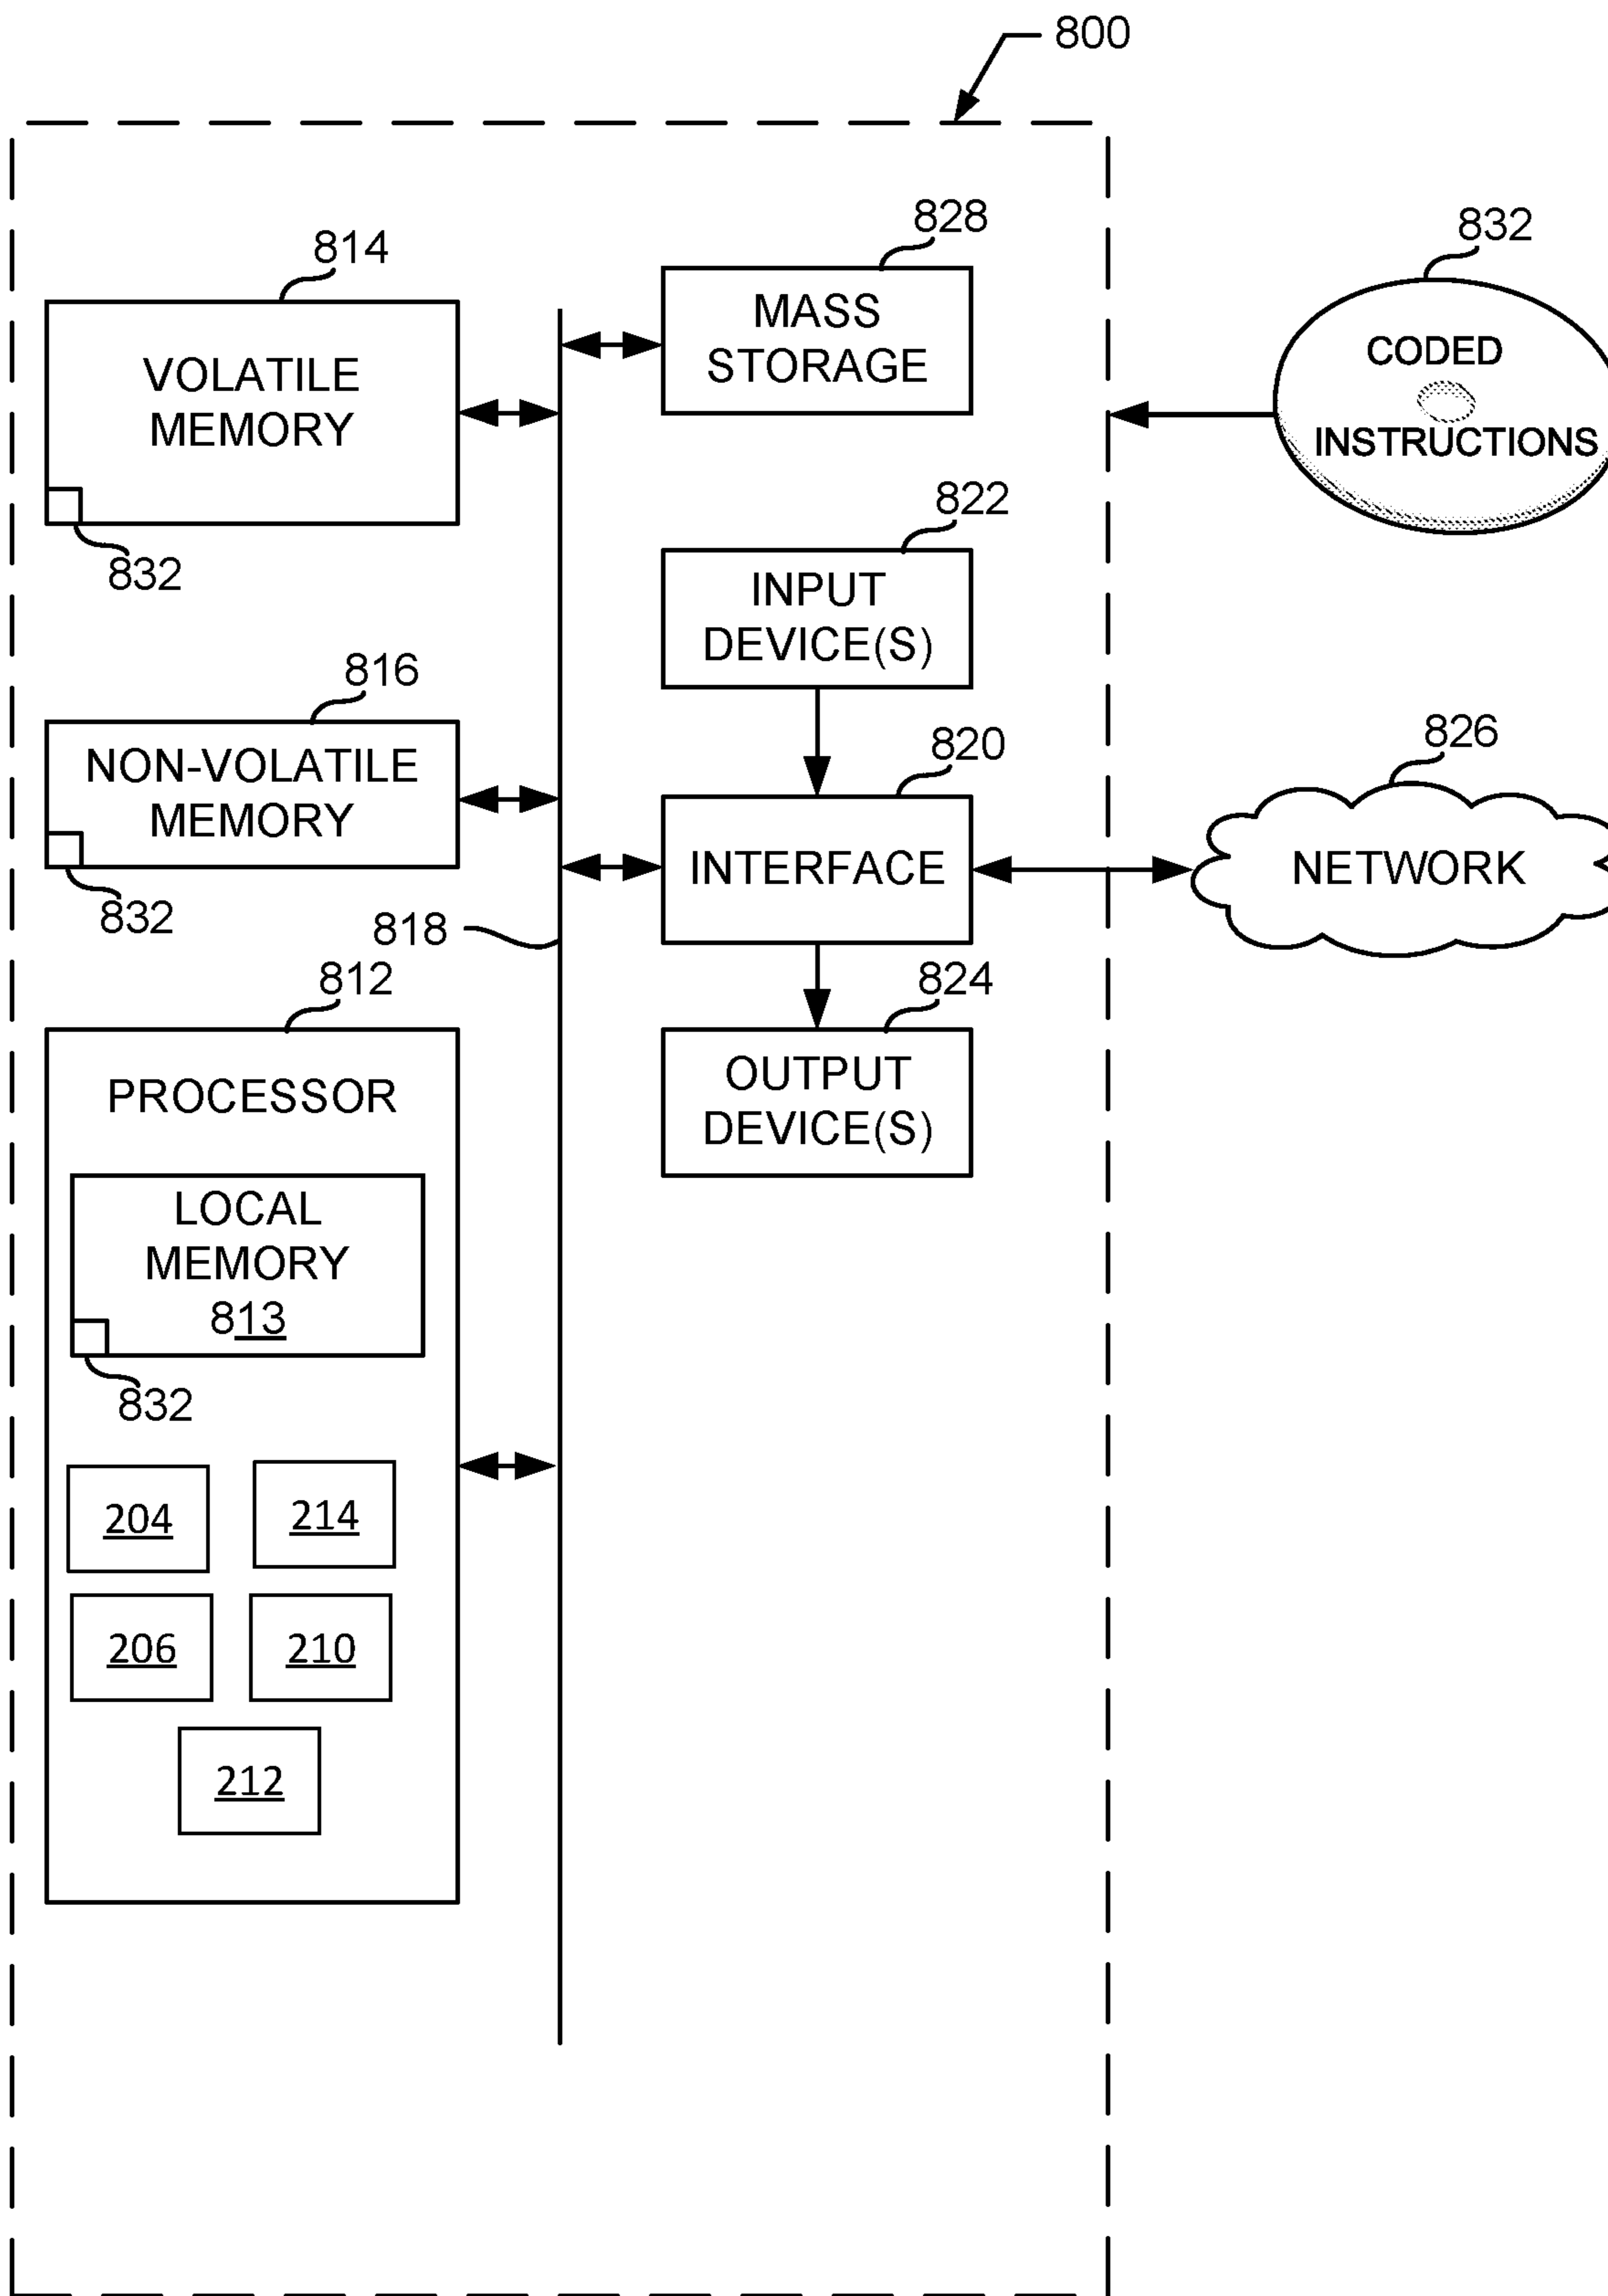 800
828
814
832
MASS
STORAGE
VOLATILE
MEMORY
CODED
INSTRUCTIONS
822
832
INPUT
DEVICE(S)
816
820
826
NON-VOLATILE
MEMORY
INTERFACE
NETWORK
832
818
812
824
PROCESSOR
OUTPUT
DEVICE(S)
LOCAL
MEMORY
813
832
204
214
206
210
212